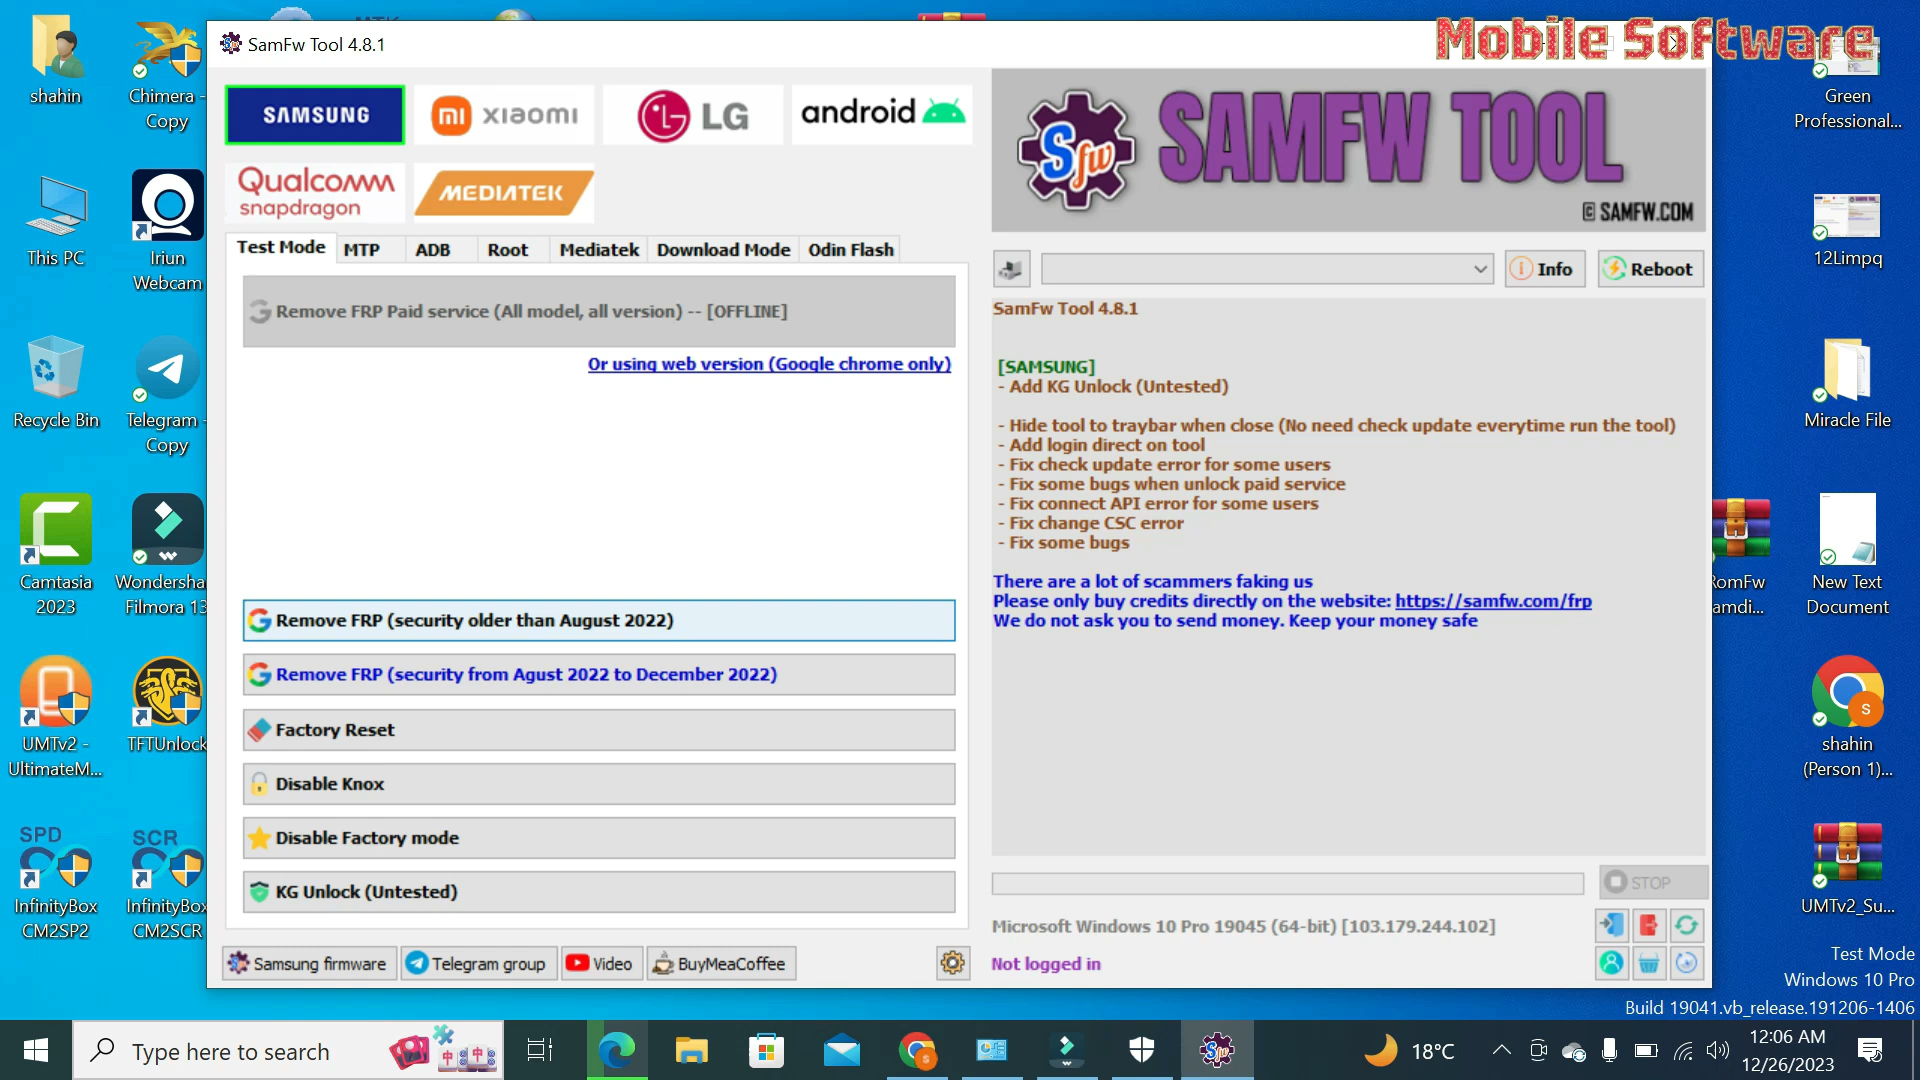 Mobile Software
SamFw Tool 4.8.1
SAMSUNG
xiaomi
LG
android
Qualcomm
snapdragon
MEDIATEK
Sfw
SAMFW TOOL
© SAMFW.COM
Test Mode
MTP
ADB
Root
Mediatek
Download Mode
Odin Flash
Remove FRP Paid service (All model, all version) -- [OFFLINE]
Or using web version (Google chrome only)
Remove FRP (security older than August 2022)
Remove FRP (security from Agust 2022 to December 2022)
Factory Reset
Disable Knox
Disable Factory mode
KG Unlock (Untested)
Samsung firmware
Telegram group
Video
BuyMeaCoffee
Info
Reboot
SamFw Tool 4.8.1
[SAMSUNG]
- Add KG Unlock (Untested)
- Hide tool to traybar when close (No need check update everytime run the tool)
- Add login direct on tool
- Fix check update error for some users
- Fix some bugs when unlock paid service
- Fix connect API error for some users
- Fix change CSC error
- Fix some bugs
There are a lot of scammers faking us
Please only buy credits directly on the website: https://samfw.com/frp
We do not ask you to send money. Keep your money safe
STOP
Microsoft Windows 10 Pro 19045 (64-bit) [103.179.244.102]
Not logged in
shahin
Chimera -
Copy
This PC
Iriun
Webcam
Recycle Bin
Telegram -
Copy
Camtasia
2023
Wondersha
Filmora 13
UMTv2 -
UltimateM...
TFTUnlock
SPD
InfinityBox
CM2SP2
SCR
InfinityBox
CM2SCR
Green
Professional...
12Limpq
Miracle File
RomFw
amdi...
New Text
Document
S
shahin
(Person 1)...
UMTv2_Su...
Test Mode
Windows 10 Pro
Build 19041.vb_release.191206-1406
Type here to search
18°C
12:06 AM
12/26/2023